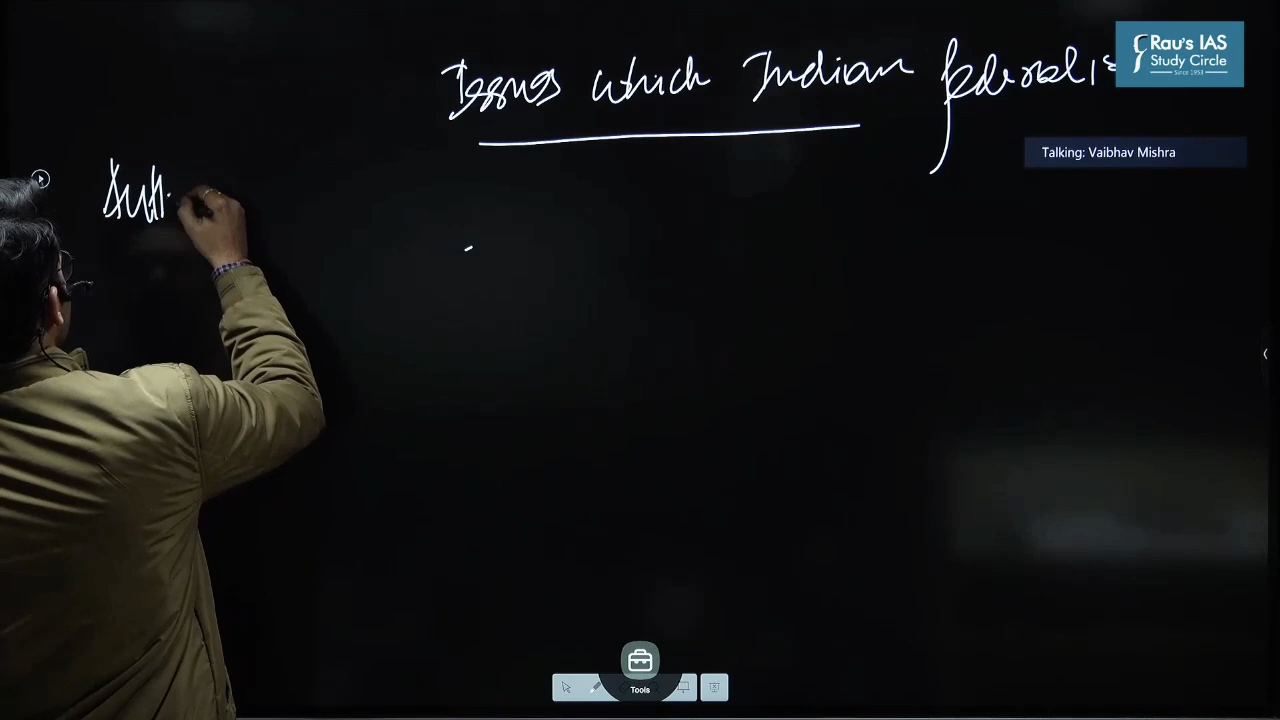 Issues which Indian federalis
Rau's IAS
Study Circle
Since 1953
Talking: Vaibhav Mishra
Tools